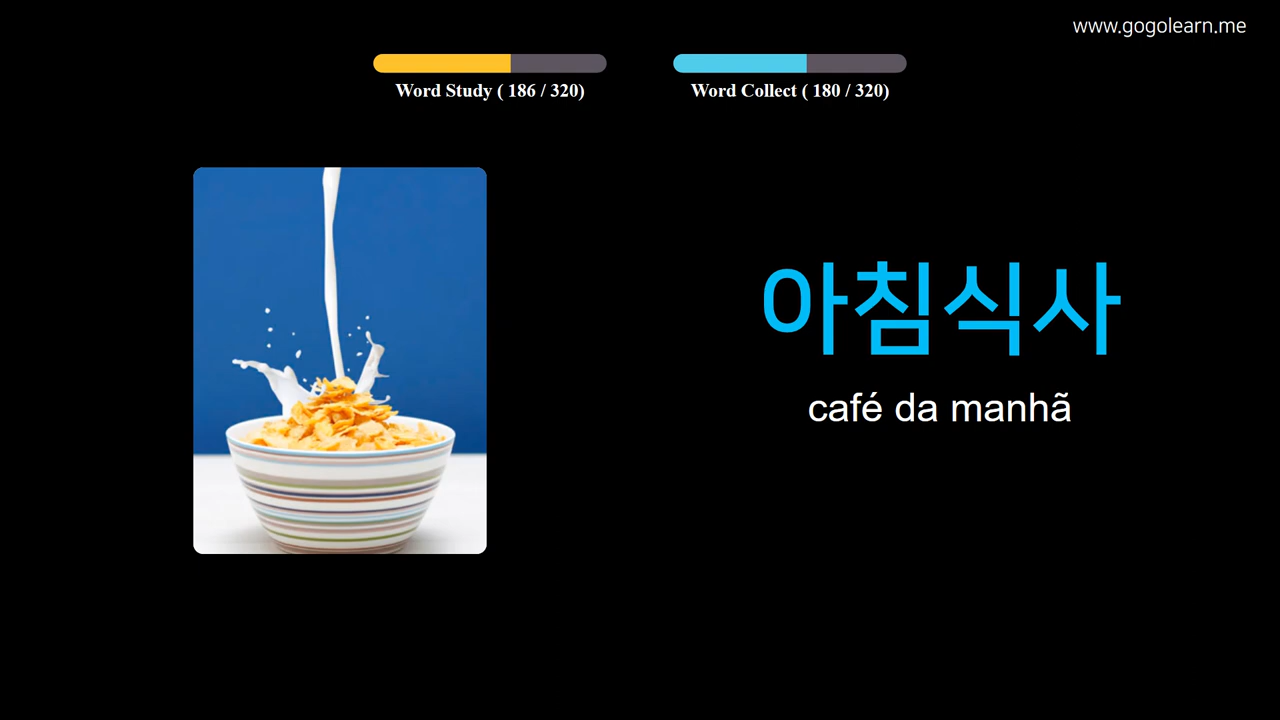 www.gogolearn.me
Word Study ( 186 / 320)
Word Collect ( 180 / 320)
아침식사
café da manhã